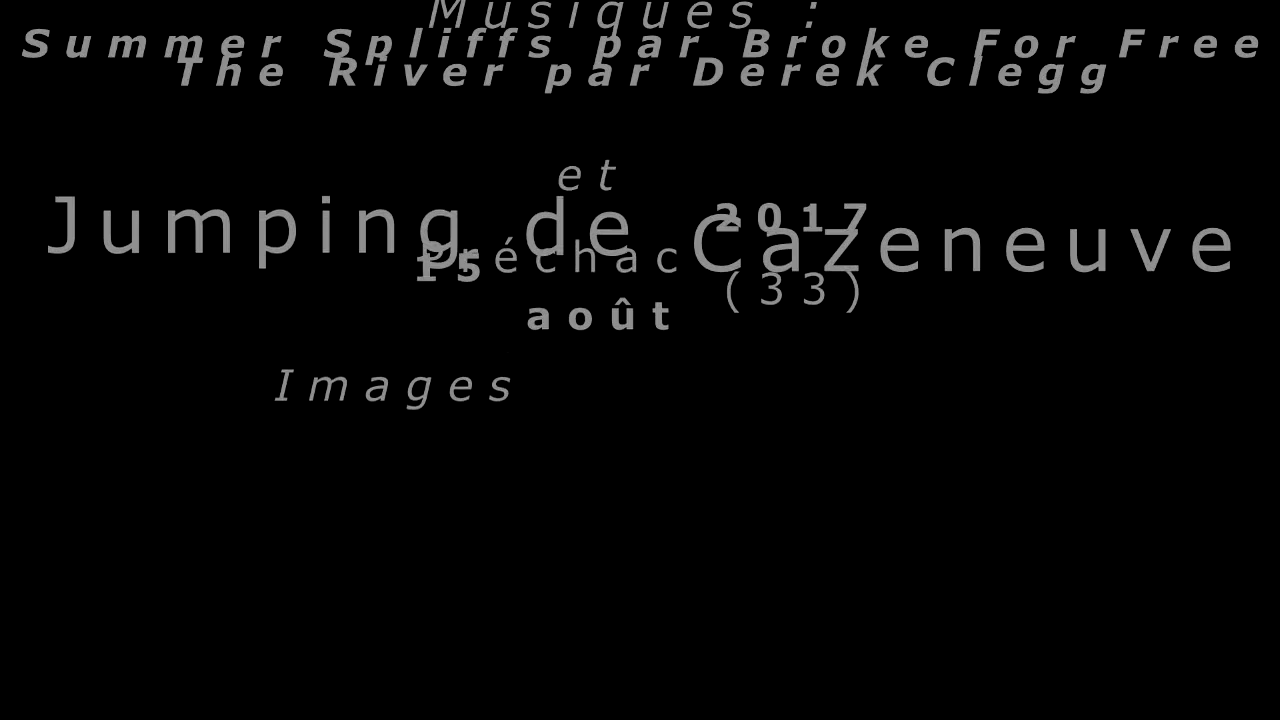 Musiques :
Summer Spliffs par Broke For Free
The River par Derek Clegg
et
Jumping de Cazeneuve
2017
Préchac
15
(33)
août
Images